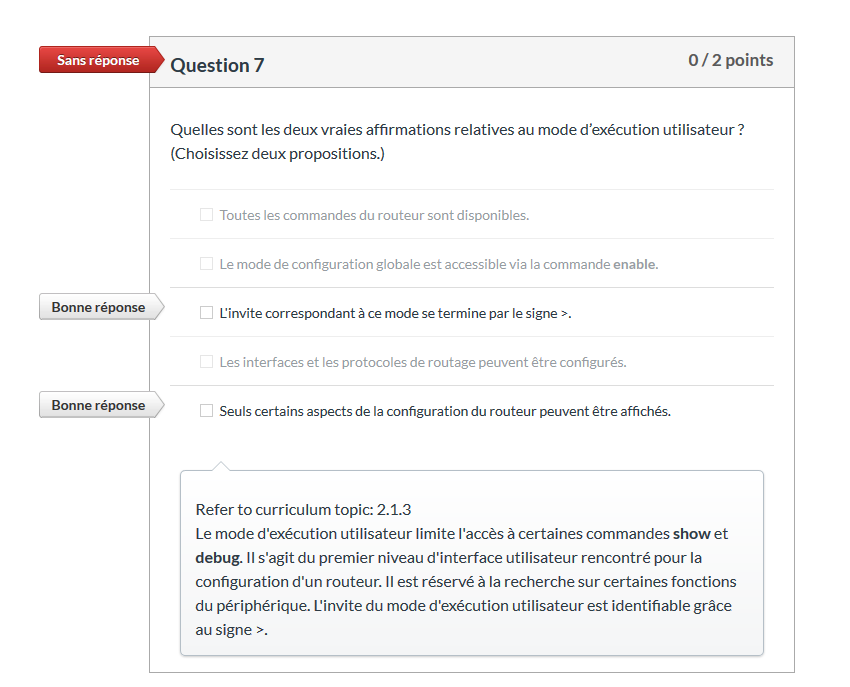 Sans réponse
Question 7
0 / 2 points
Quelles sont les deux vraies affirmations relatives au mode d’exécution utilisateur ?
(Choisissez deux propositions.)
Toutes les commandes du routeur sont disponibles.
Le mode de configuration globale est accessible via la commande enable.
Bonne réponse
L'invite correspondant à ce mode se termine par le signe >.
Les interfaces et les protocoles de routage peuvent être configurés.
Bonne réponse
Seuls certains aspects de la configuration du routeur peuvent être affichés.
Refer to curriculum topic: 2.1.3
Le mode d'exécution utilisateur limite l'accès à certaines commandes show et
debug. Il s'agit du premier niveau d'interface utilisateur rencontré pour la
configuration d'un routeur. Il est réservé à la recherche sur certaines fonctions
du périphérique. L'invite du mode d'exécution utilisateur est identifiable grâce
au signe >.